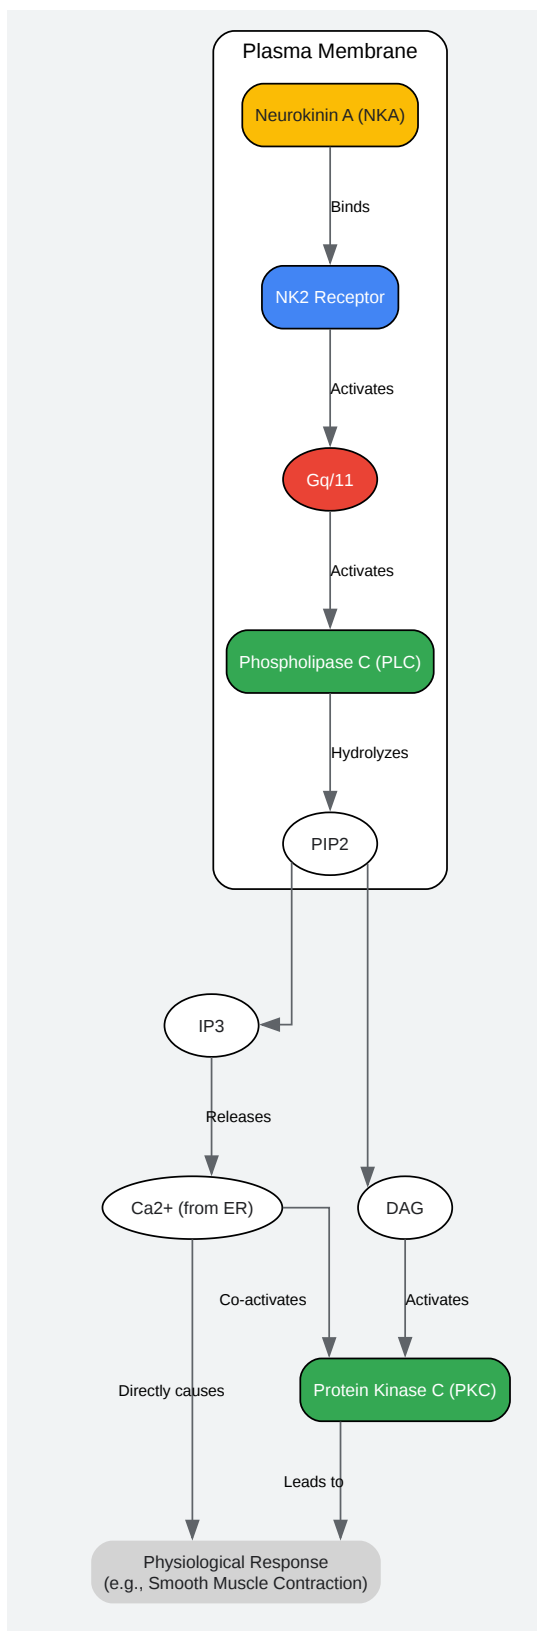 Plasma Membrane
Neurokinin A (NKA)
Binds
NK2 Receptor
Activates
Gq/11
Activates
Phospholipase C (PLC)
Hydrolyzes
PIP2
IP3
Releases
Ca2+ (from ER)
DAG
Co-activates
Activates
Directly causes
Protein Kinase C (PKC)
Leads to
Physiological Response
(e.g., Smooth Muscle Contraction)